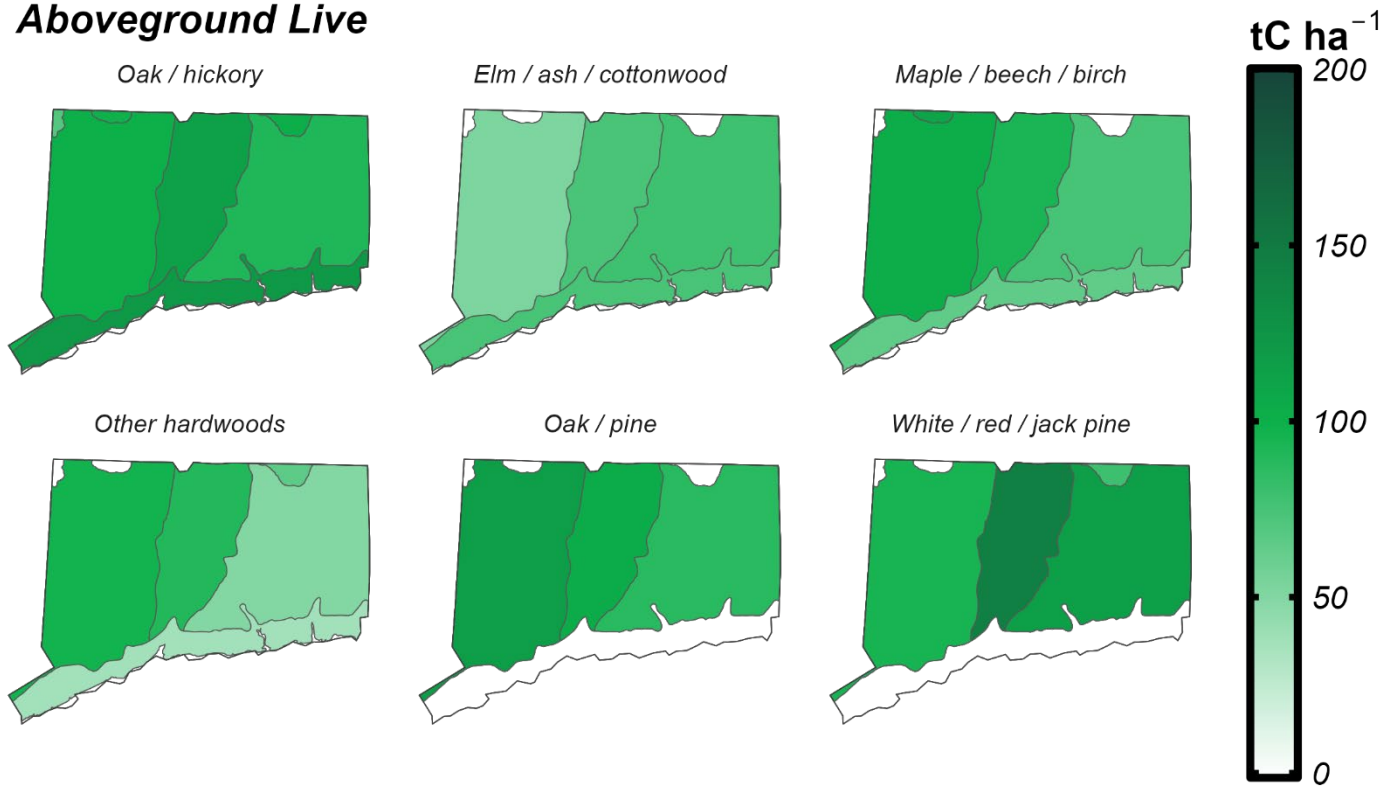 Aboveground Live
tC ha⁻¹
Oak / hickory
Elm / ash / cottonwood
Maple / beech / birch
Other hardwoods
Oak / pine
White / red / jack pine
200
150
100
50
0